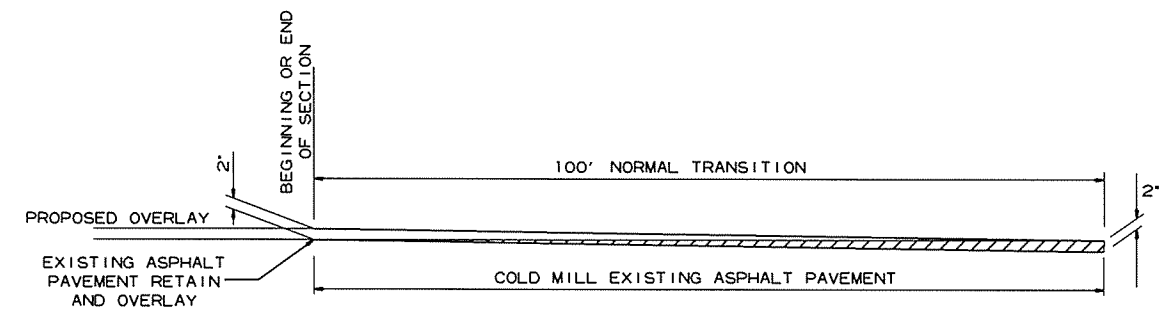 BEGINNING OR END
OF SECTION
2"
100' NORMAL TRANSITION
2"
PROPOSED OVERLAY
EXISTING ASPHALT
PAVEMENT RETAIN
AND OVERLAY
COLD MILL EXISTING ASPHALT PAVEMENT